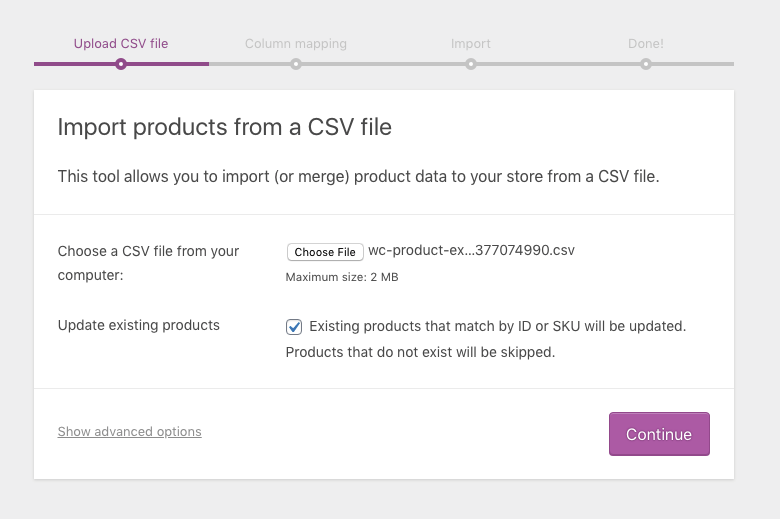 Upload CSV file
Column mapping
Import
Done!
Import products from a CSV file
This tool allows you to import (or merge) product data to your store from a CSV file.
Choose a CSV file from your
computer:
Choose File wc-product-ex...377074990.csv
Maximum size: 2 MB
Update existing products
Existing products that match by ID or SKU will be updated.
Products that do not exist will be skipped.
Show advanced options
Continue